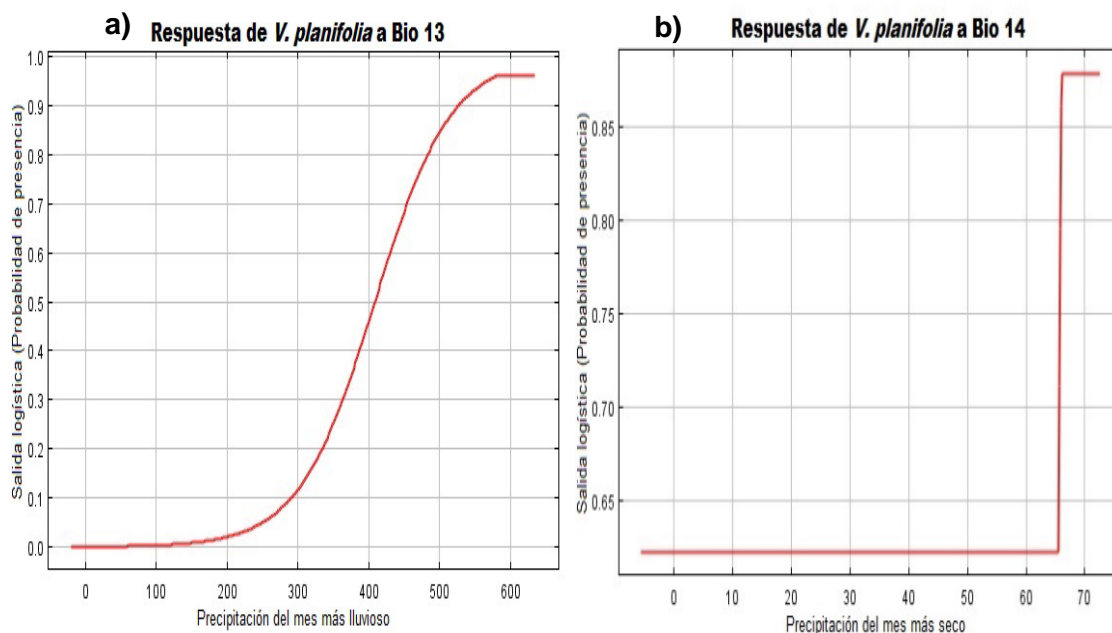 a)
Respuesta de V. planifolia a Bio 13
Salida logística (Probabilidad de presencia)
1.0
0.9
0.8
0.7
0.6
0.5
0.4
0.3
0.2
0.1
0.0
0 100 200 300 400 500 600
Precipitación del mes más lluvioso
b)
Respuesta de V. planifolia a Bio 14
Salida logística (Probabilidad de presencia)
0.85
0.80
0.75
0.70
0.65
0 10 20 30 40 50 60 70
Precipitación del mes más seco